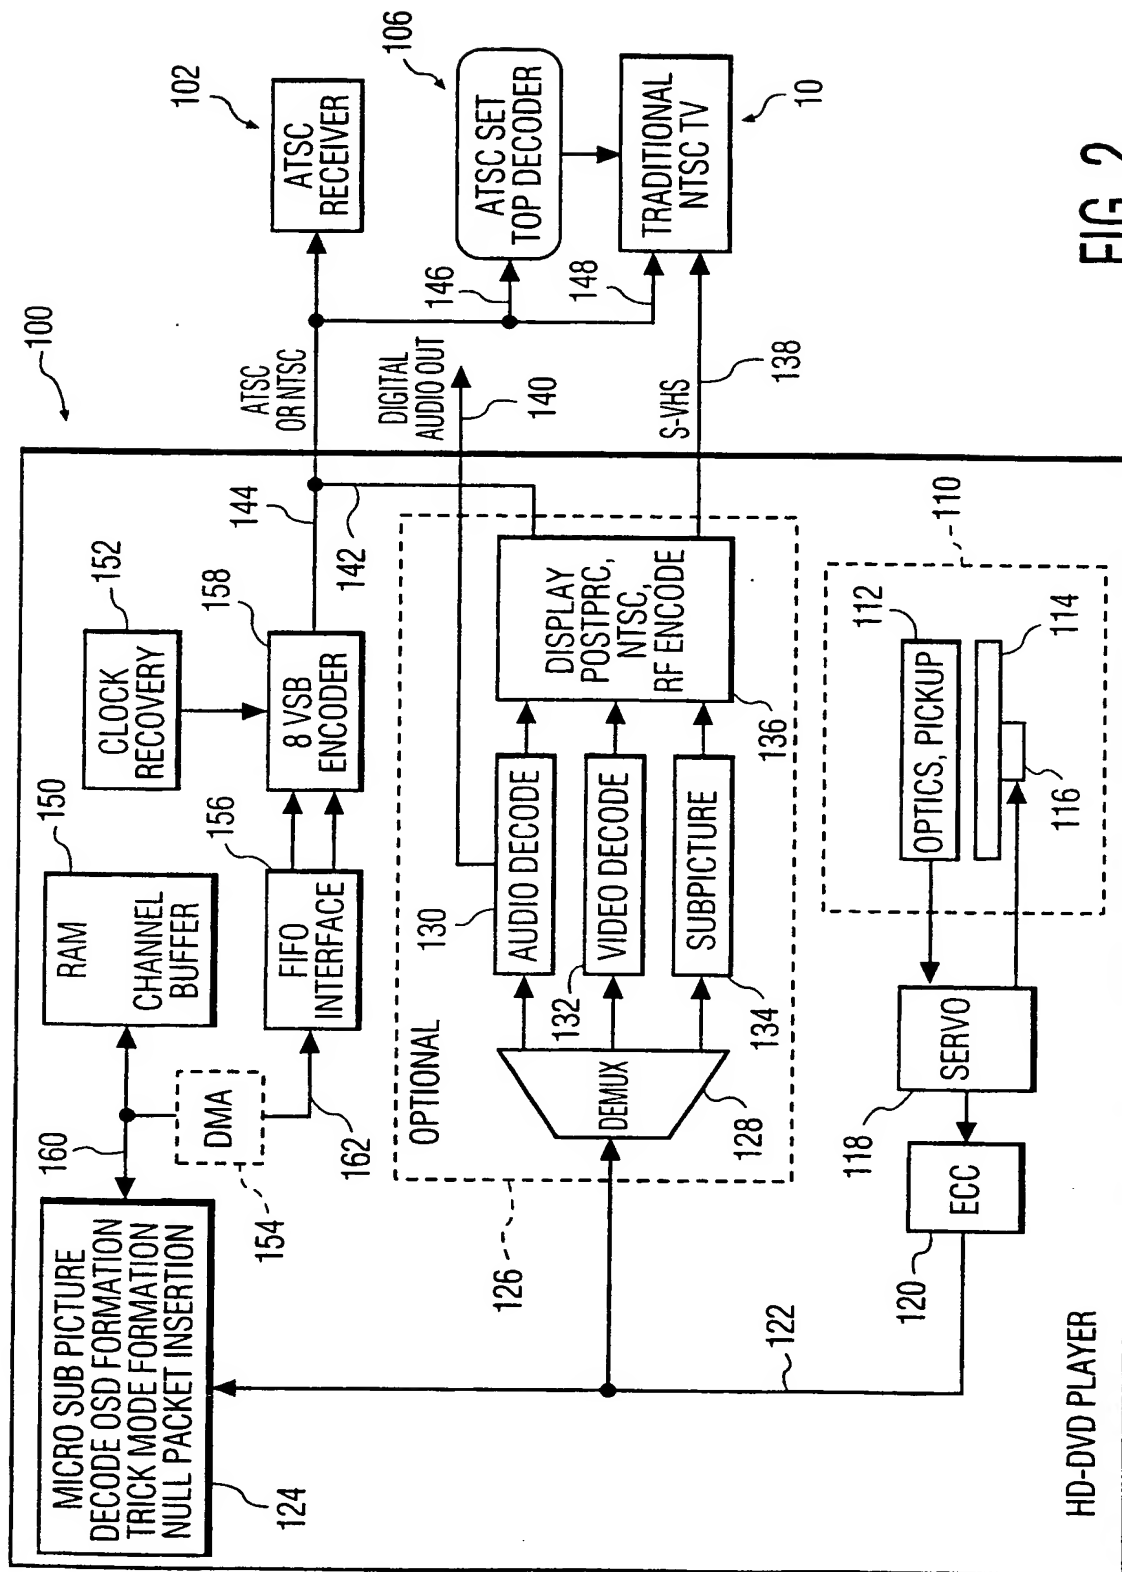 100
102
ATSC
RECEIVER
106
ATSC SET
TOP DECODER
TRADITIONAL
NTSC TV
10
146
148
ATSC
OR NTSC
DIGITAL
AUDIO OUT
140
S-VHS
138
144
142
152
CLOCK
RECOVERY
158
8 VSB
ENCODER
150
RAM
CHANNEL
BUFFER
156
FIFO
INTERFACE
160
DMA
154
162
MICRO SUB PICTURE
DECODE OSD FORMATION
TRICK MODE FORMATION
NULL PACKET INSERTION
124
OPTIONAL
126
DEMUX
128
130
AUDIO DECODE
132
VIDEO DECODE
134
SUBPICTURE
DISPLAY
POSTPRC,
NTSC,
RF ENCODE
136
110
112
OPTICS, PICKUP
114
116
SERVO
118
ECC
120
122
HD-DVD PLAYER
FIG. 2